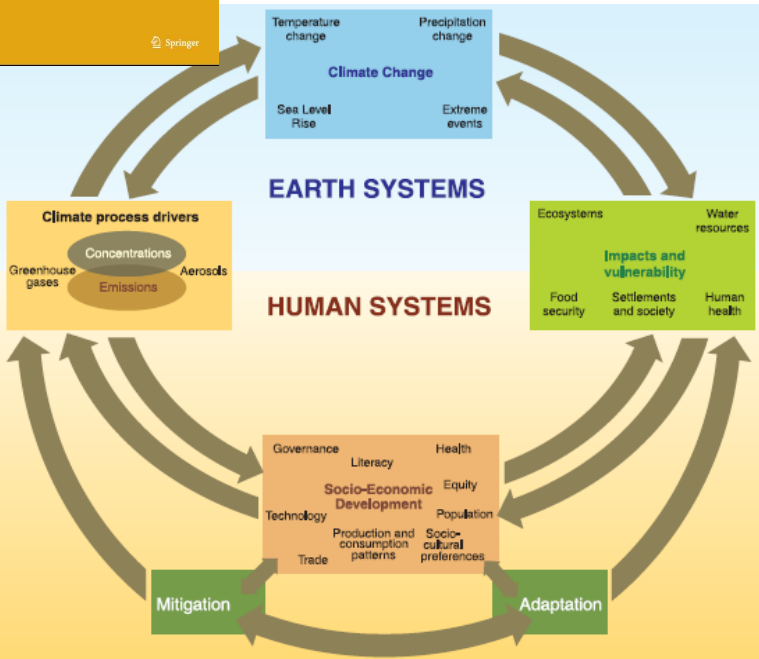 Springer
Temperature
change
Precipitation
change
Climate Change
Sea Level
Rise
Extreme
events
EARTH SYSTEMS
Climate process drivers
Concentrations
Greenhouse
gases
Aerosols
Emissions
Ecosystems
Water
resources
Impacts and
vulnerability
Food
security
Settlements
and society
Human
health
HUMAN SYSTEMS
Governance
Literacy
Health
Socio-Economic
Development
Equity
Technology
Population
Production and
consumption
patterns
Socio-
cultural
preferences
Trade
Mitigation
Adaptation